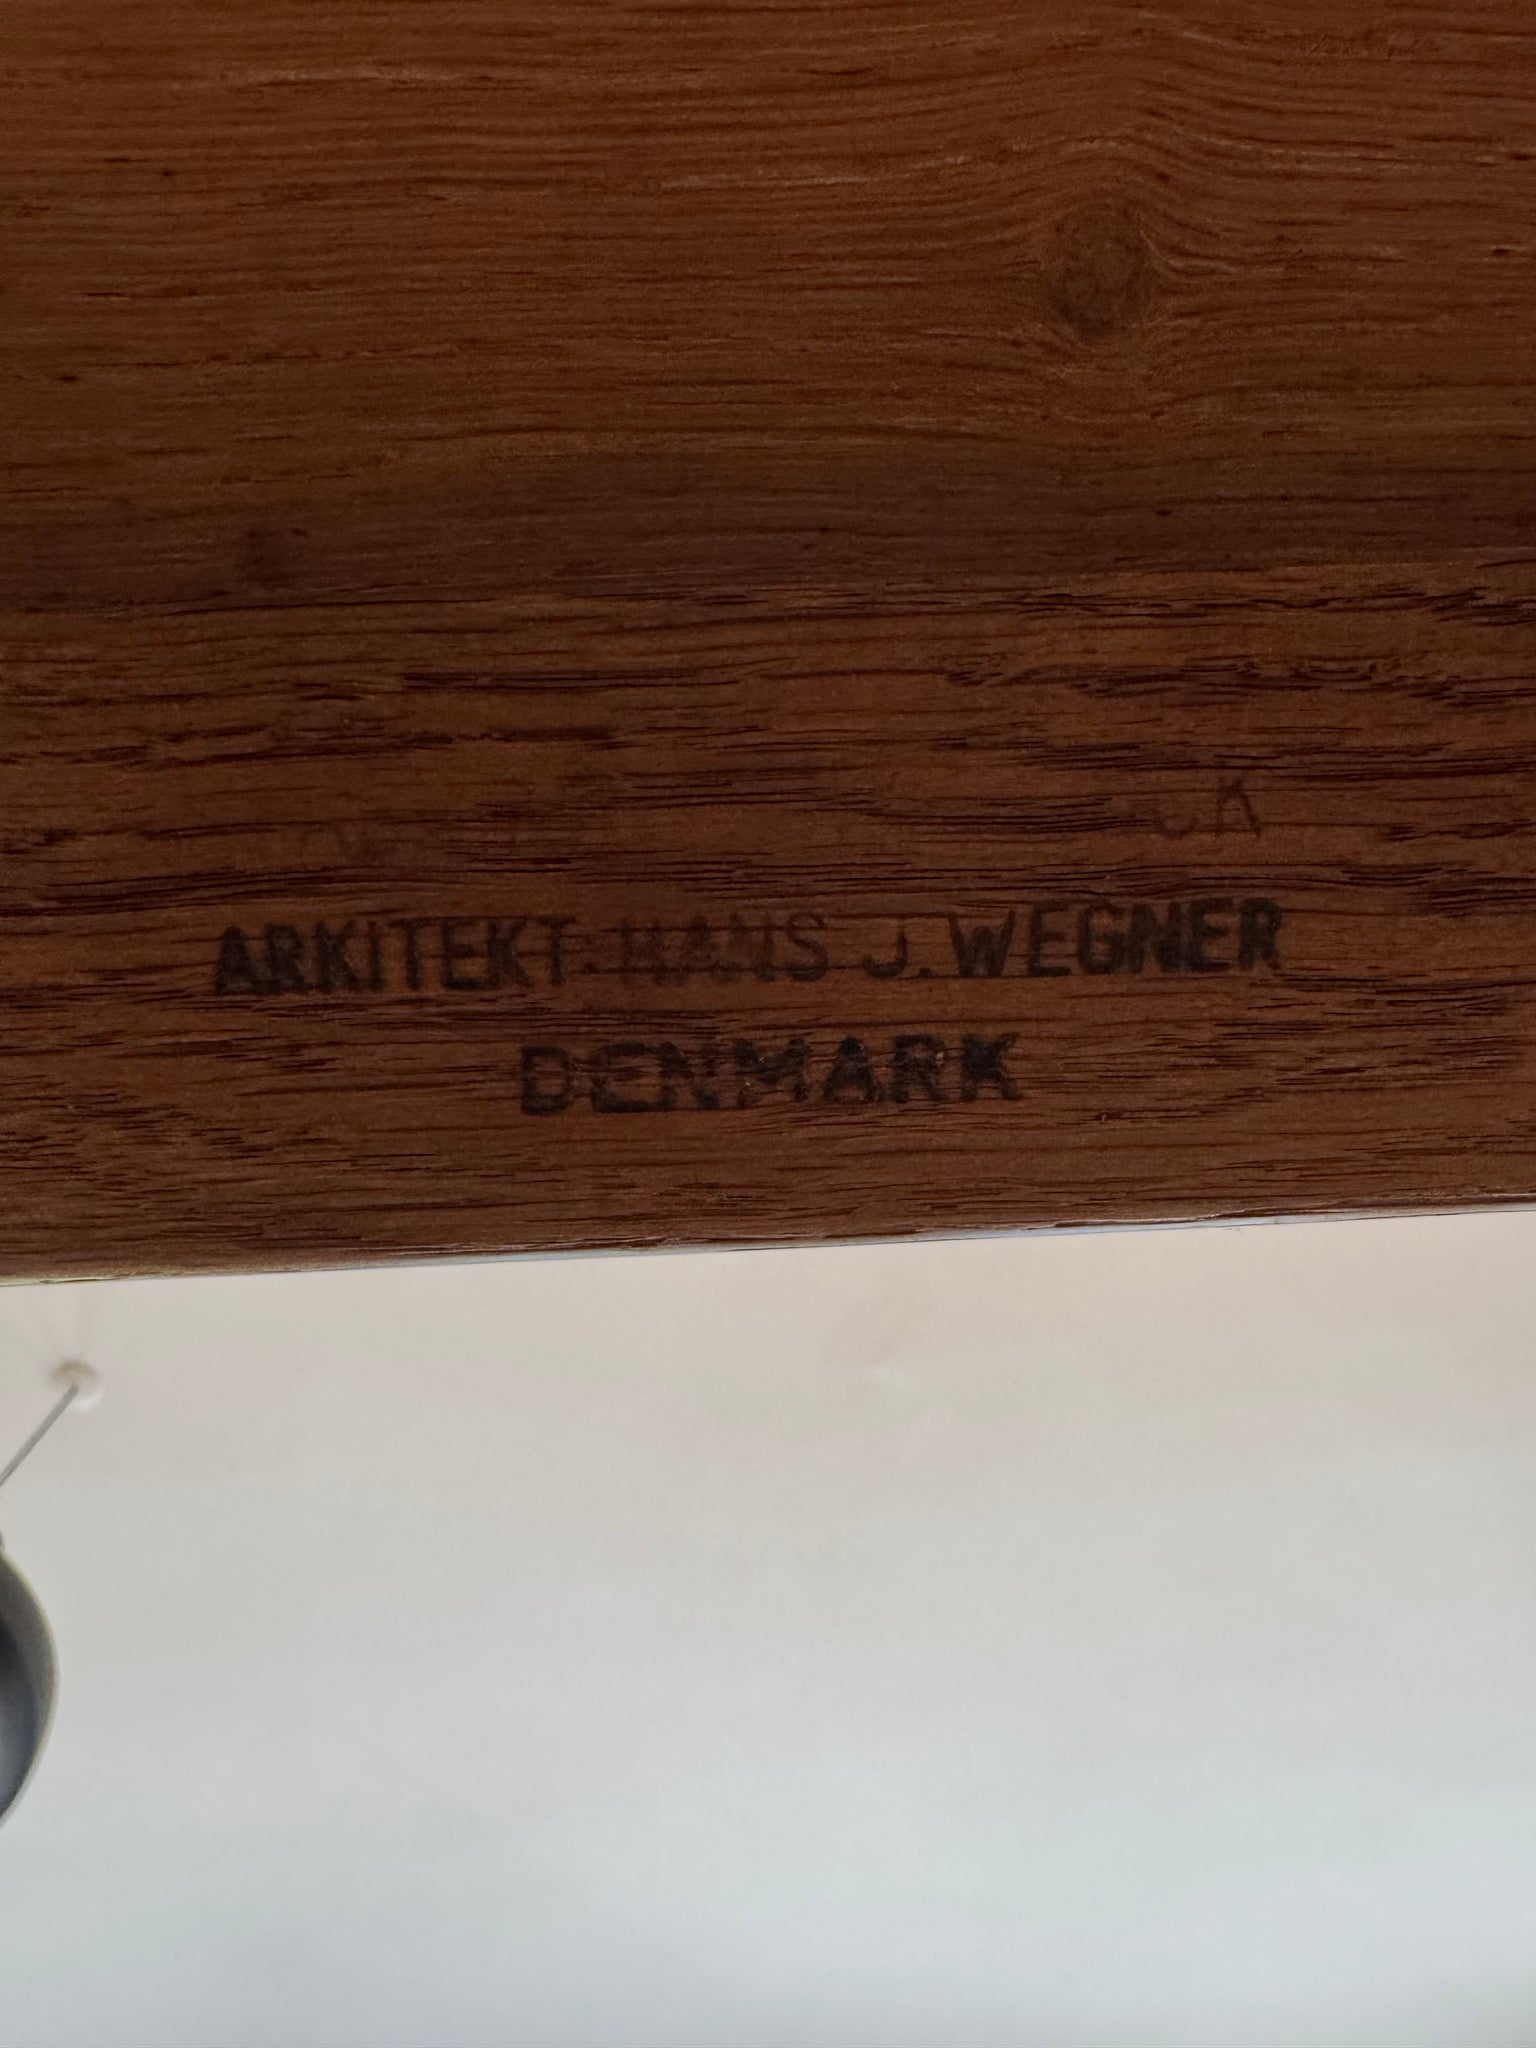 ARKITEKT: HANS J. WEGNER
DENMARK